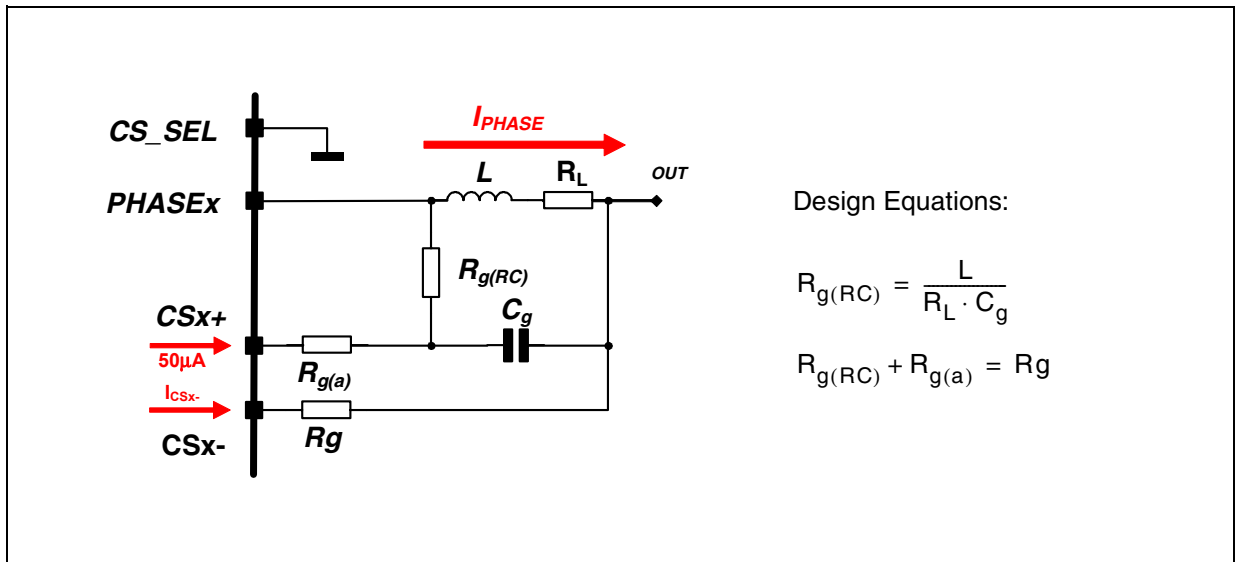 CS_SEL
I_PHASE
L
R_L
OUT
PHASEx
Design Equations:
R_g(RC)
R_g(RC) = L / (R_L · C_g)
C_g
CSx+
50μA
R_g(a)
R_g(RC) + R_g(a) = Rg
I_CSx-
Rg
CSx-